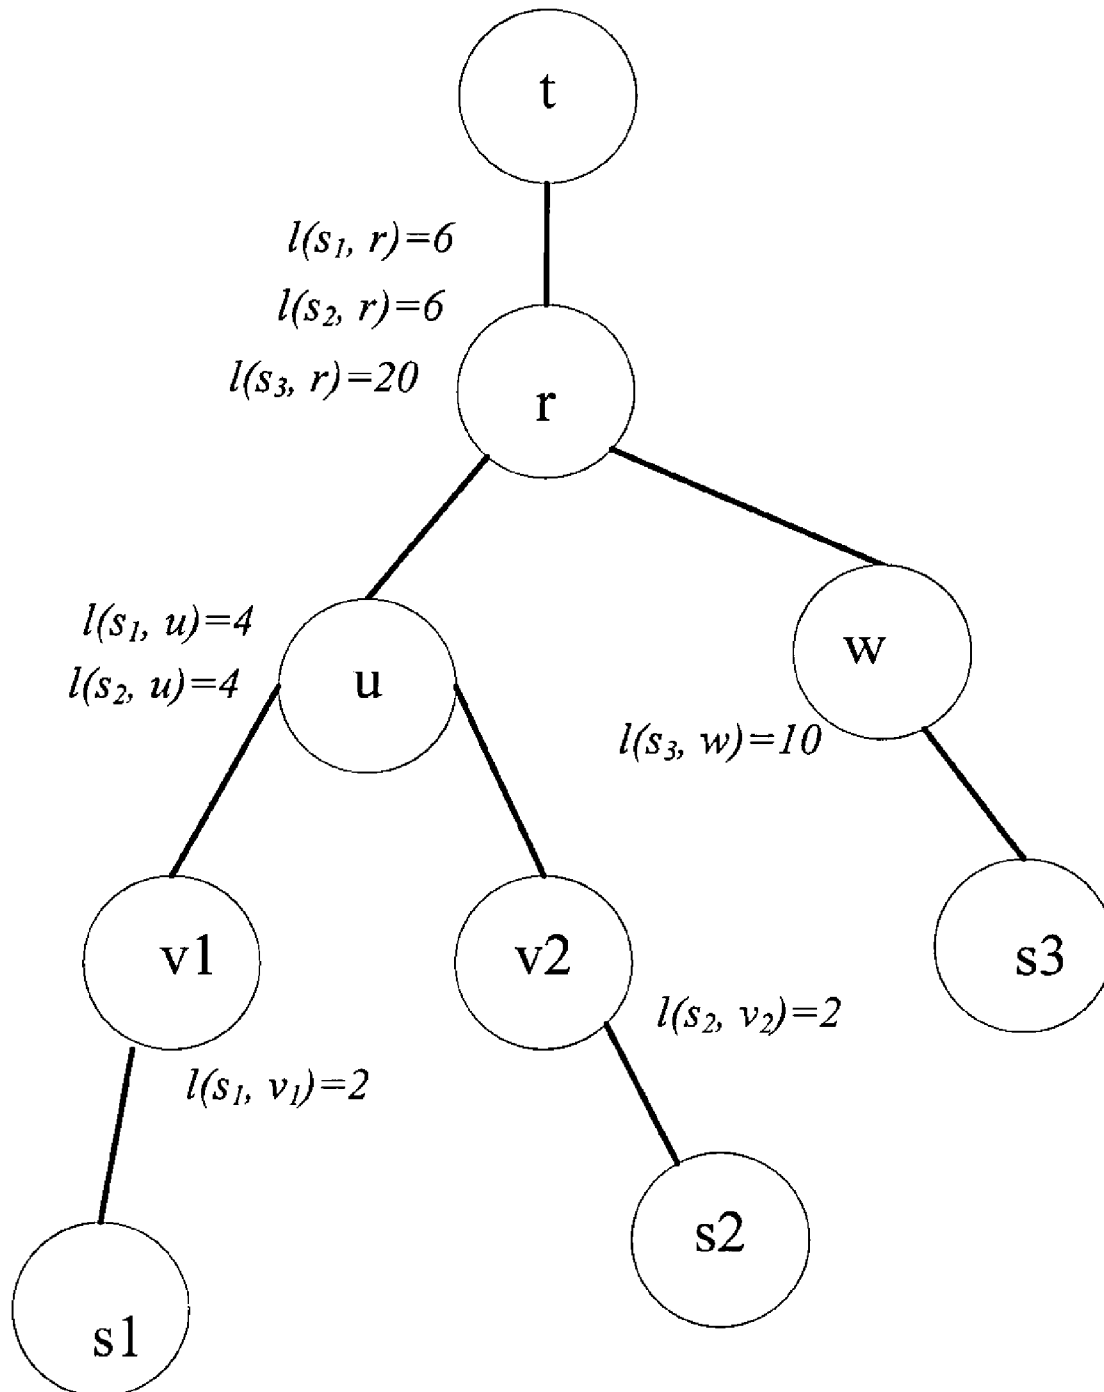 t
l(s₁, r)=6
l(s₂, r)=6
l(s₃, r)=20
r
l(s₁, u)=4
l(s₂, u)=4
u
w
l(s₃, w)=10
v1
v2
s3
l(s₂, v₂)=2
l(s₁, v₁)=2
s2
s1